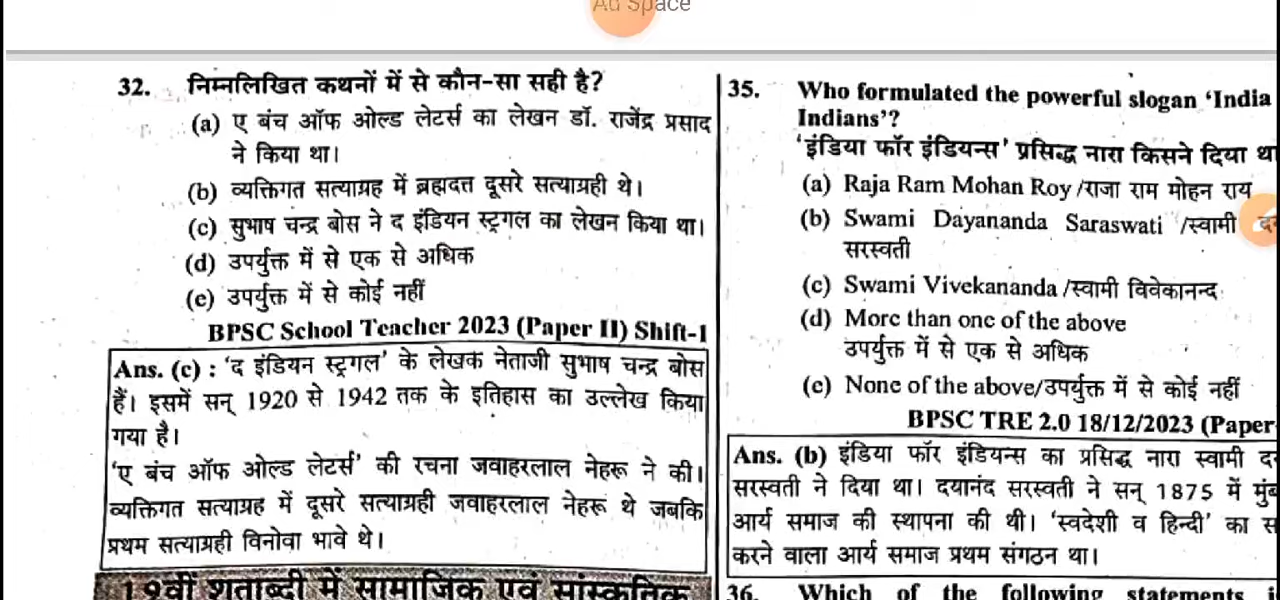 Ad Space
32. निम्नलिखित कथनों में से कौन-सा सही है?
(a) ए बंच ऑफ ओल्ड लेटर्स का लेखन डॉ. राजेंद्र प्रसाद
ने किया था।
(b) व्यक्तिगत सत्याग्रह में ब्रह्मदत्त दूसरे सत्याग्रही थे।
(c) सुभाष चन्द्र बोस ने द इंडियन स्ट्रगल का लेखन किया था।
(d) उपर्युक्त में से एक से अधिक
(e) उपर्युक्त में से कोई नहीं
BPSC School Teacher 2023 (Paper II) Shift-I
Ans. (c) : ‘द इंडियन स्ट्रगल’ के लेखक नेताजी सुभाष चन्द्र बोस
हैं। इसमें सन् 1920 से 1942 तक के इतिहास का उल्लेख किया
गया है।
‘ए बंच ऑफ ओल्ड लेटर्स’ की रचना जवाहरलाल नेहरू ने की।
व्यक्तिगत सत्याग्रह में दूसरे सत्याग्रही जवाहरलाल नेहरू थे जबकि
प्रथम सत्याग्रही विनोवा भावे थे।
19वीं शताब्दी में सामाजिक एवं सांस्कृतिक
35. Who formulated the powerful slogan ‘India
Indians’?
‘इंडिया फॉर इंडियन्स’ प्रसिद्ध नारा किसने दिया था
(a) Raja Ram Mohan Roy /राजा राम मोहन राय
(b) Swami Dayananda Saraswati /स्वामी
सरस्वती
(c) Swami Vivekananda /स्वामी विवेकानन्द
(d) More than one of the above
उपर्युक्त में से एक से अधिक
(e) None of the above/उपर्युक्त में से कोई नहीं
BPSC TRE 2.0 18/12/2023 (Paper-
Ans. (b) इंडिया फॉर इंडियन्स का प्रसिद्ध नारा स्वामी
सरस्वती ने दिया था। दयानंद सरस्वती ने सन् 1875 में
आर्य समाज की स्थापना की थी। ‘स्वदेशी व हिन्दी’ का
करने वाला आर्य समाज प्रथम संगठन था।
36. Which of the following statements